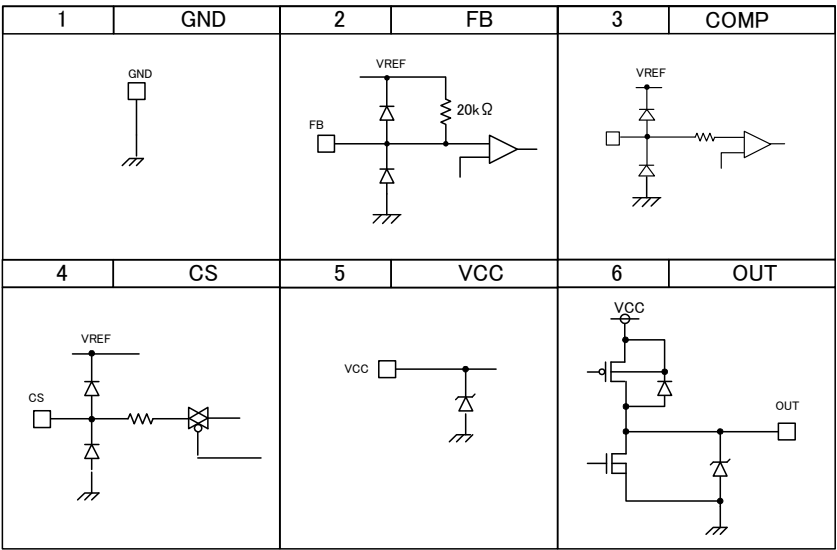 1 GND 2 FB 3 COMP
GND
VREF
20kΩ
FB
VREF
4 CS 5 VCC 6 OUT
VREF
CS
VCC
VCC
OUT